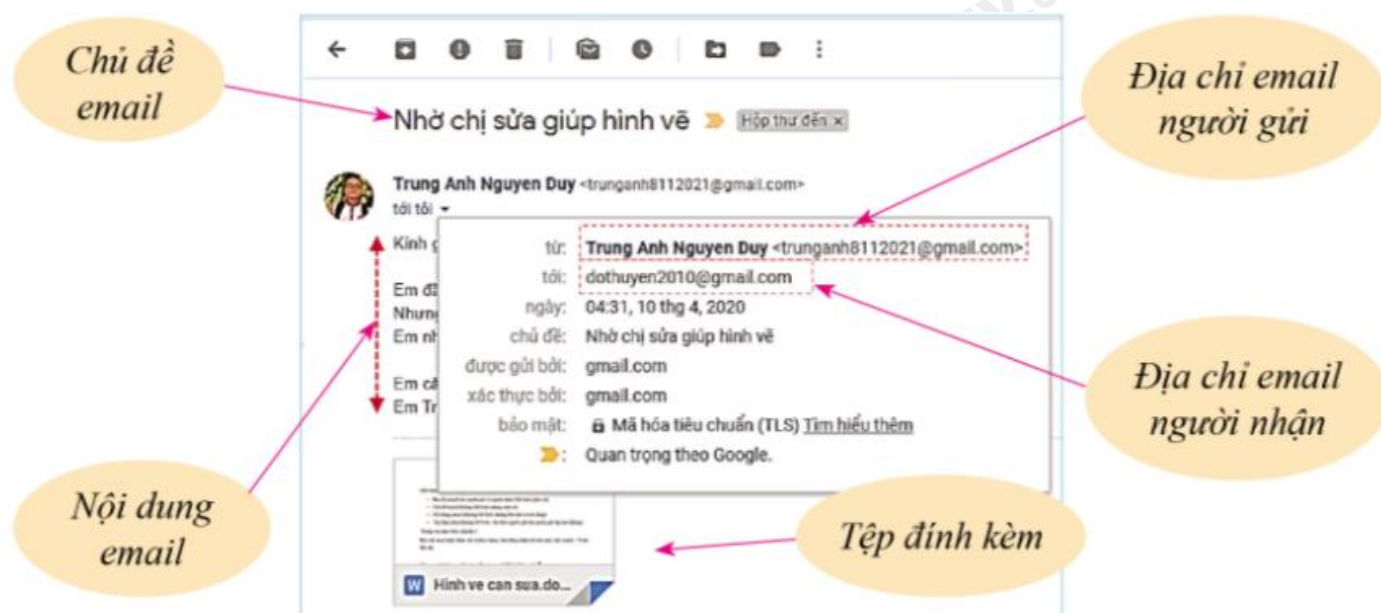 Chủ đề
email
Địa chỉ email
người gửi
Nhờ chị sửa giúp hình vẽ Hộp thư đến ×
Trung Anh Nguyen Duy <trunganh8112021@gmail.com>
tới tôi
Kính g
từ: Trung Anh Nguyen Duy <trunganh8112021@gmail.com>
tới: dothuyen2010@gmail.com
Em đã
ngày: 04:31, 10 thg 4, 2020
Nhưng
chủ đề: Nhờ chị sửa giúp hình vẽ
Em nh
được gửi bởi: gmail.com
Em cả
xác thực bởi: gmail.com
Em Tr
bảo mật: Mã hóa tiêu chuẩn (TLS) Tìm hiểu thêm
: Quan trọng theo Google.
Địa chỉ email
người nhận
Nội dung
email
Tệp đính kèm
W Hinh ve can sua.do...